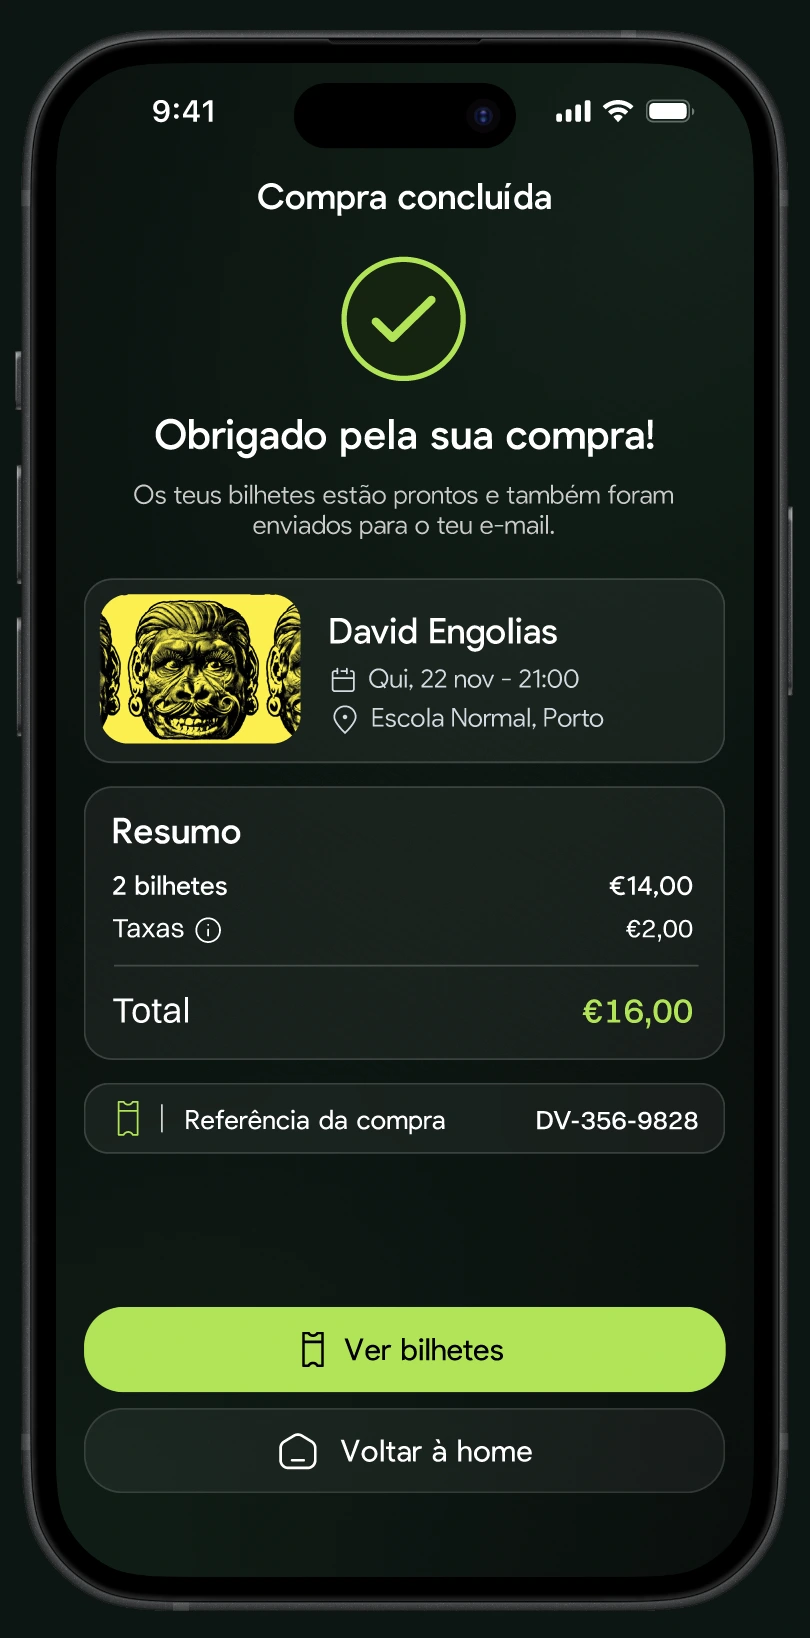 9:41
Compra concluída
Obrigado pela sua compra!
Os teus bilhetes estão prontos e também foram
enviados para o teu e-mail.
David Engolias
Qui, 22 nov - 21:00
Escola Normal, Porto
Resumo
2 bilhetes €14,00
Taxas €2,00
Total €16,00
Referência da compra DV-356-9828
Ver bilhetes
Voltar à home